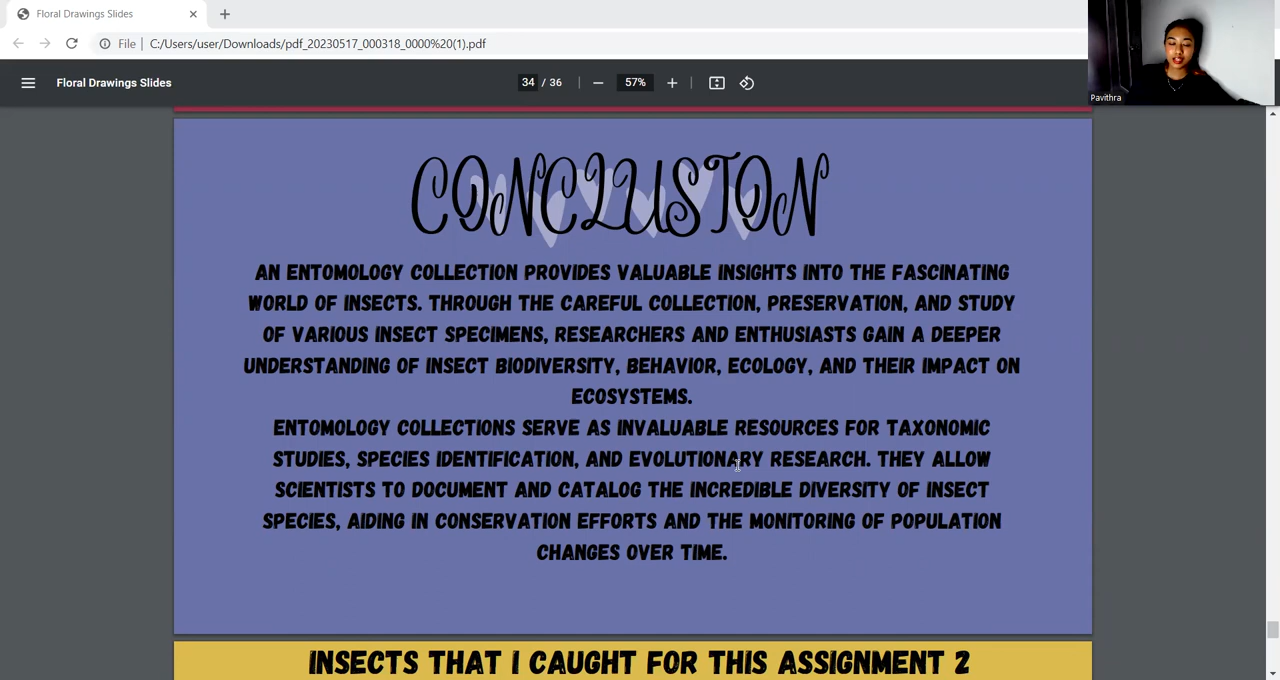 Floral Drawings Slides
File
C:/Users/user/Downloads/pdf_20230517_000318_0000%20(1).pdf
Floral Drawings Slides
34 / 36
57%
Pavithra
CONCLUSION
AN ENTOMOLOGY COLLECTION PROVIDES VALUABLE INSIGHTS INTO THE FASCINATING
WORLD OF INSECTS. THROUGH THE CAREFUL COLLECTION, PRESERVATION, AND STUDY
OF VARIOUS INSECT SPECIMENS, RESEARCHERS AND ENTHUSIASTS GAIN A DEEPER
UNDERSTANDING OF INSECT BIODIVERSITY, BEHAVIOR, ECOLOGY, AND THEIR IMPACT ON
ECOSYSTEMS.
ENTOMOLOGY COLLECTIONS SERVE AS INVALUABLE RESOURCES FOR TAXONOMIC
STUDIES, SPECIES IDENTIFICATION, AND EVOLUTIONARY RESEARCH. THEY ALLOW
SCIENTISTS TO DOCUMENT AND CATALOG THE INCREDIBLE DIVERSITY OF INSECT
SPECIES, AIDING IN CONSERVATION EFFORTS AND THE MONITORING OF POPULATION
CHANGES OVER TIME.
INSECTS THAT I CAUGHT FOR THIS ASSIGNMENT 2